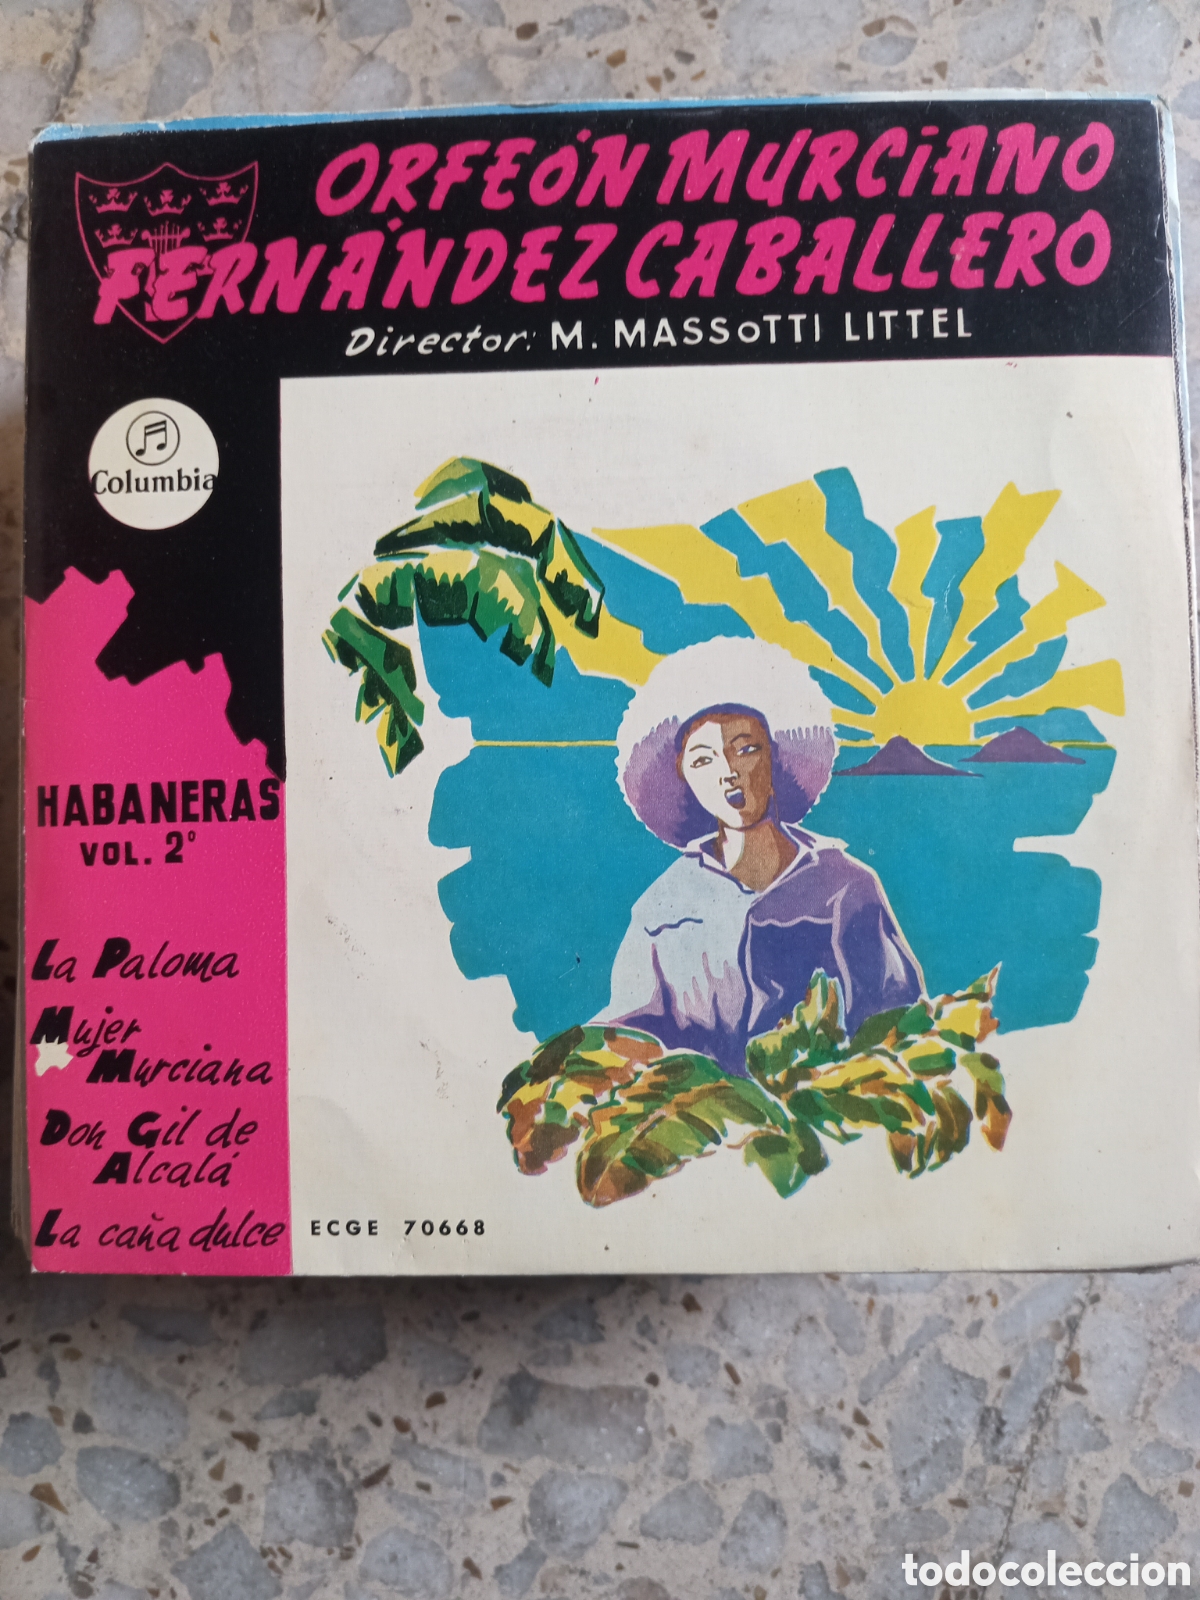 ORFEÓN MURCIANO
FERNÁNDEZ CABALLERO
Director: M. MASSOTTI LITTEL
Columbia
HABANERAS
VOL. 2º
La Paloma
Mujer
Murciana
Don Gil de
Alcalá
La caña dulce
ECGE 70668
todocoleccion